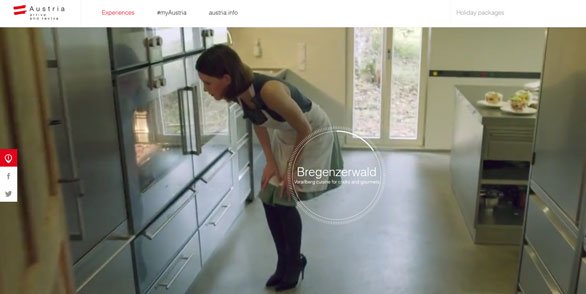 Austria
arrive and revive
Experiences
#myAustria
austria.info
Holiday packages
Bregenzerwald
Vorarlberg cuisine for cooks and gourmets